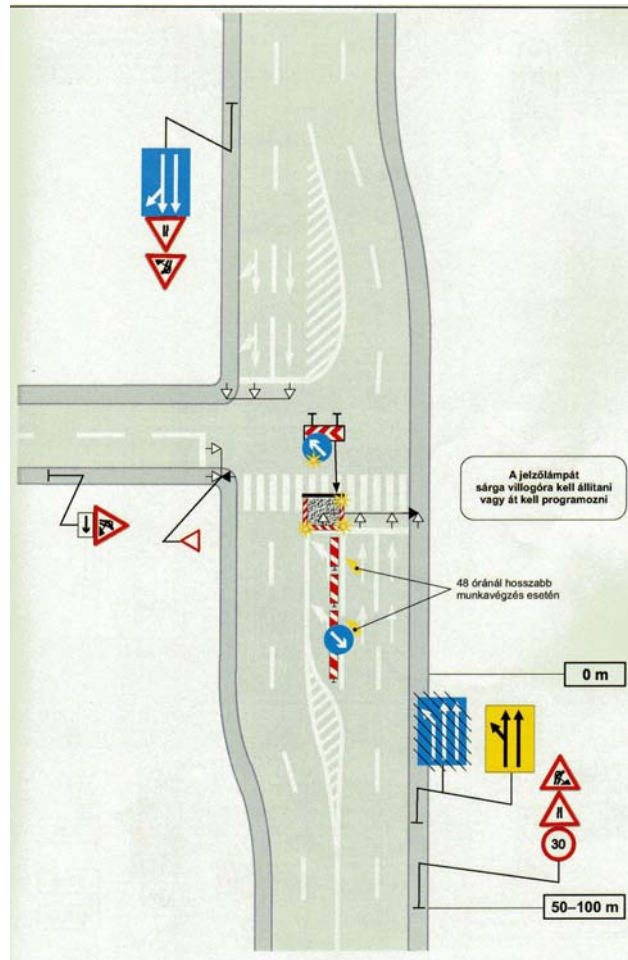 A jelzőlámpát
sárga villogóra kell állítani
vagy át kell programozni
48 óránál hosszabb
munkavégzés esetén
0 m
30
50–100 m